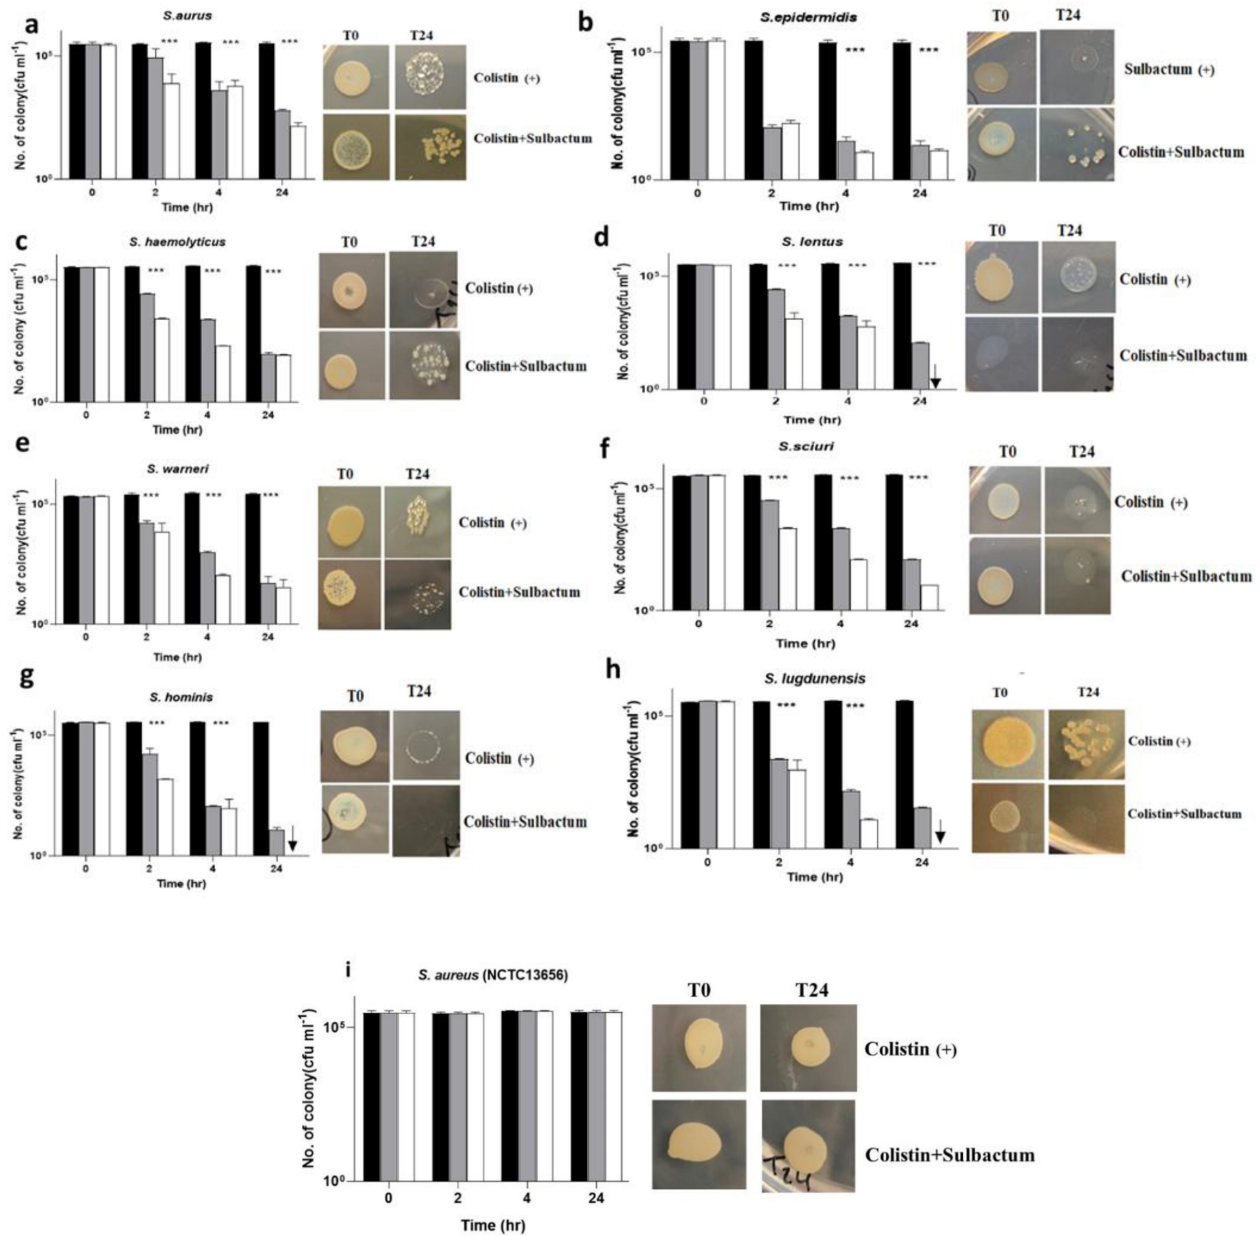 a
S.aurus
No. of colony(cfu ml-1)
10⁵
10⁰
*** *** ***
0 2 4 24
Time (hr)
T0 T24
Colistin (+)
Colistin+Sulbactum
b
S.epidermidis
No. of colony(cfu ml-1)
10⁵
10⁰
*** ***
0 2 4 24
Time (hr)
T0 T24
Sulbactum (+)
Colistin+Sulbactum
c
S. haemolyticus
No. of colony (cfu ml-1)
10⁵
10⁰
*** *** ***
0 2 4 24
Time (hr)
T0 T24
Colistin (+)
Colistin+Sulbactum
d
S. lentus
No. of colony(cfu ml-1)
10⁵
10⁰
*** *** ***
0 2 4 24
Time (hr)
T0 T24
Colistin (+)
Colistin+Sulbactum
e
S. warneri
No. of colony(cfu ml-1)
10⁵
10⁰
*** *** ***
0 2 4 24
Time (hr)
T0 T24
Colistin (+)
Colistin+Sulbactum
f
S.sciuri
No. of colony(cfu ml-1)
10⁵
10⁰
*** *** ***
0 2 4 24
Time (hr)
T0 T24
Colistin (+)
Colistin+Sulbactum
g
S. hominis
No. of colony(cfu ml-1)
10⁵
10⁰
*** ***
0 2 4 24
Time (hr)
T0 T24
Colistin (+)
Colistin+Sulbactum
h
S. lugdunensis
No. of colony(cfu ml-1)
10⁵
10⁰
*** ***
0 2 4 24
Time (hr)
T0 T24
Colistin (+)
Colistin+Sulbactum
i
S. aureus (NCTC13656)
No. of colony(cfu ml-1)
10⁵
10⁰
0 2 4 24
Time (hr)
T0 T24
Colistin (+)
Colistin+Sulbactum
T24